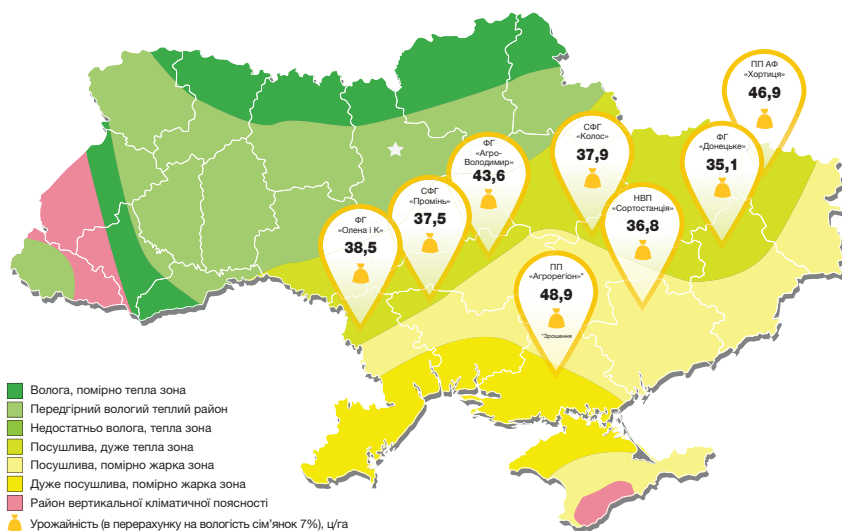 ПП АФ
«Хортиця»
46,9
СФГ
«Колос»
37,9
ФГ
«Донецьке»
35,1
ФГ
«Агро-
Володимир»
43,6
СФГ
«Промінь»
37,5
НВП
«Сортостанція»
36,8
ФГ
«Олена і К»
38,5
ПП
«Агрорегіон»*
48,9
*Зрошення
Волога, помірно тепла зона
Передгірний вологий теплий район
Недостатньо волога, тепла зона
Посушлива, дуже тепла зона
Посушлива, помірно жарка зона
Дуже посушлива, помірно жарка зона
Район вертикальної кліматичної поясності
Урожайність (в перерахунку на вологість сім’янок 7%), ц/га